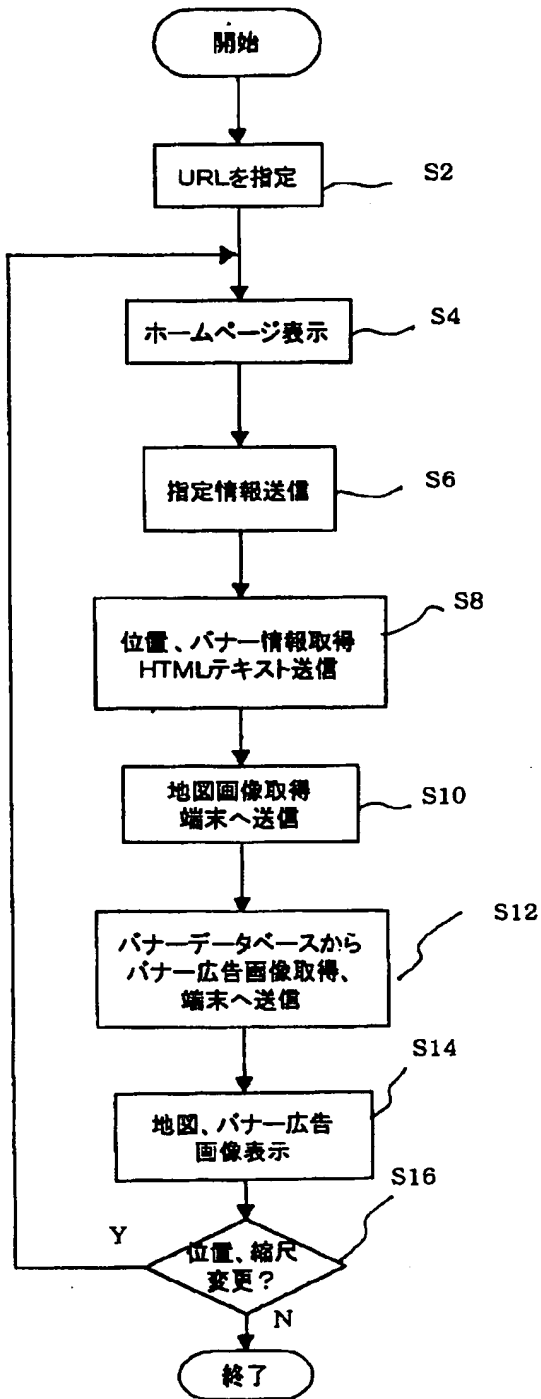 開始
URLを指定
S2
ホームページ表示
S4
指定情報送信
S6
位置、バナー情報取得
HTMLテキスト送信
S8
地図画像取得
端末へ送信
S10
バナーデータベースから
バナー広告画像取得、
端末へ送信
S12
地図、バナー広告
画像表示
S14
位置、縮尺
変更？
S16
Y
N
終了